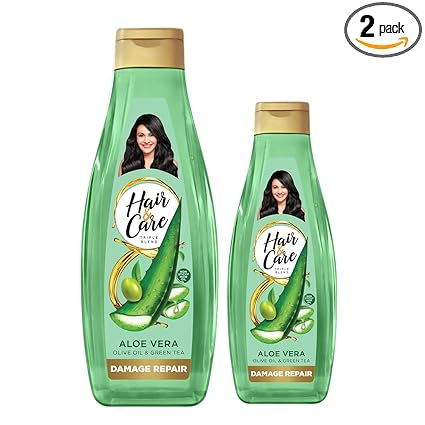 2 pack
Hair
& Care
TRIPLE
BLEND
ALOE VERA
OLIVE OIL & GREEN TEA
DAMAGE REPAIR
Hair
& Care
TRIPLE
BLEND
ALOE VERA
OLIVE OIL & GREEN TEA
DAMAGE REPAIR